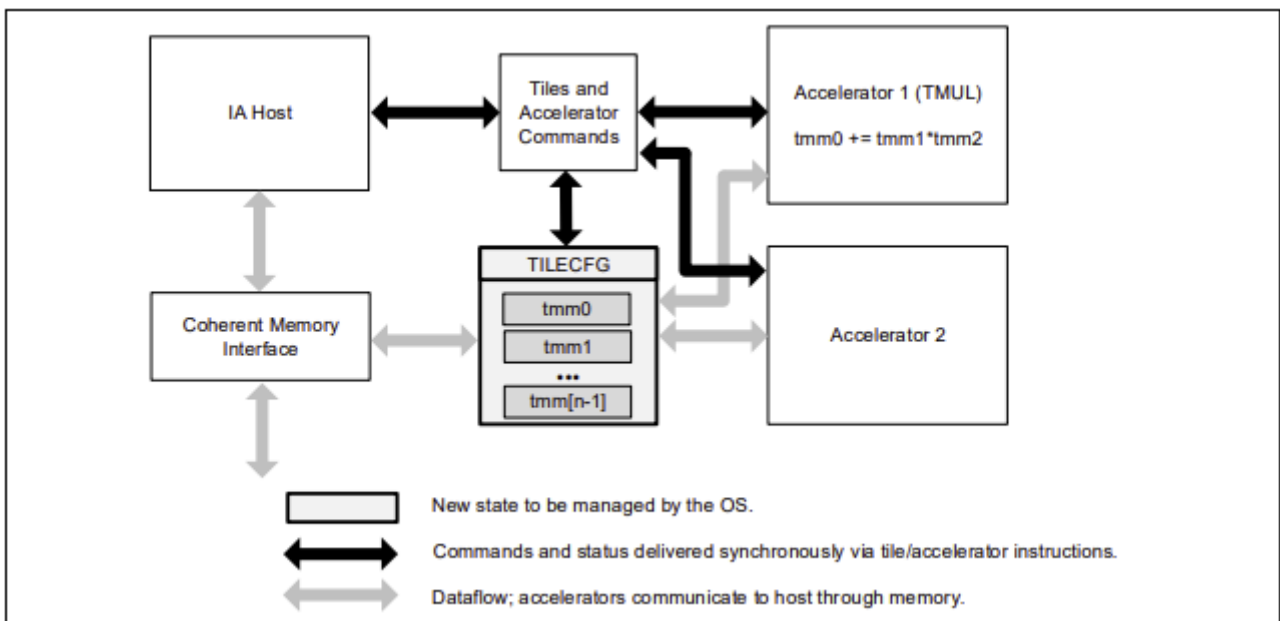 IA Host
Tiles and
Accelerator
Commands
Accelerator 1 (TMUL)
tmm0 += tmm1*tmm2
TILECFG
tmm0
tmm1
...
tmm[n-1]
Coherent Memory
Interface
Accelerator 2
New state to be managed by the OS.
Commands and status delivered synchronously via tile/accelerator instructions.
Dataflow; accelerators communicate to host through memory.